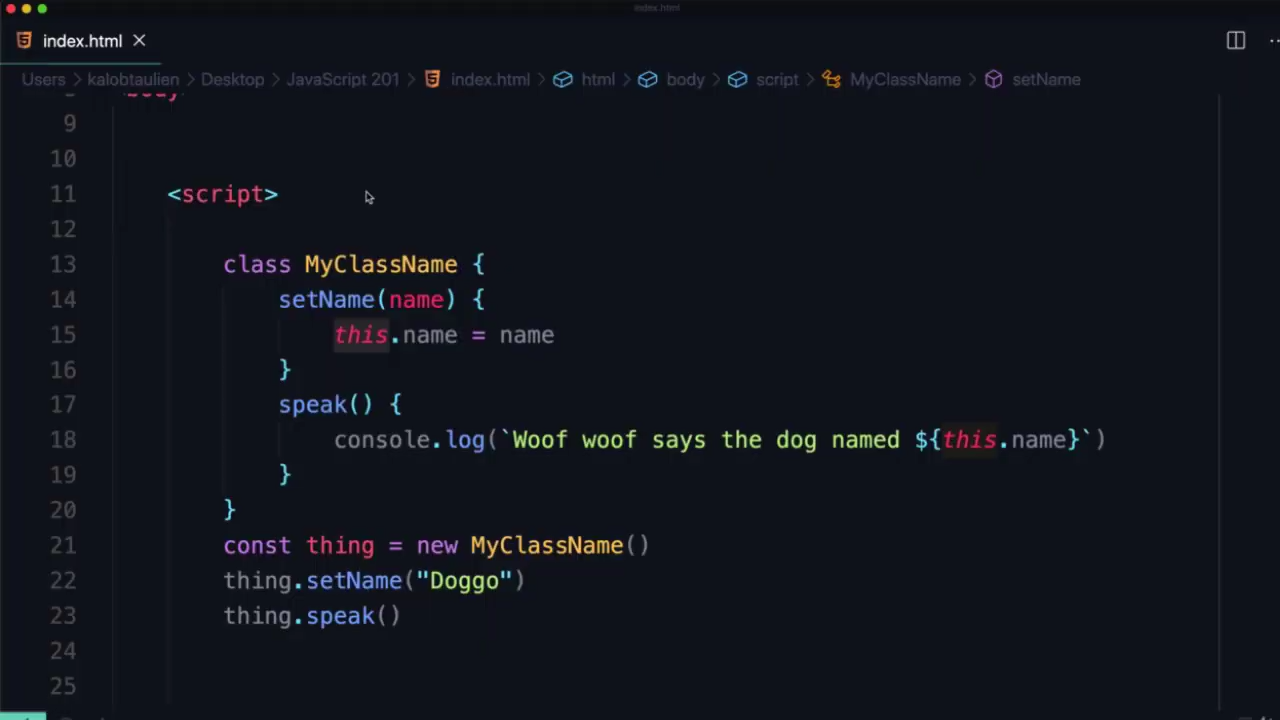 index.html
index.html
Users > kalobtaulien > Desktop > JavaScript 201 > index.html > html > body > script > MyClassName > setName
body
9
10
11 <script>
12
13 class MyClassName {
14 setName(name) {
15 this.name = name
16 }
17 speak() {
18 console.log(`Woof woof says the dog named ${this.name}`)
19 }
20 }
21 const thing = new MyClassName()
22 thing.setName("Doggo")
23 thing.speak()
24
25